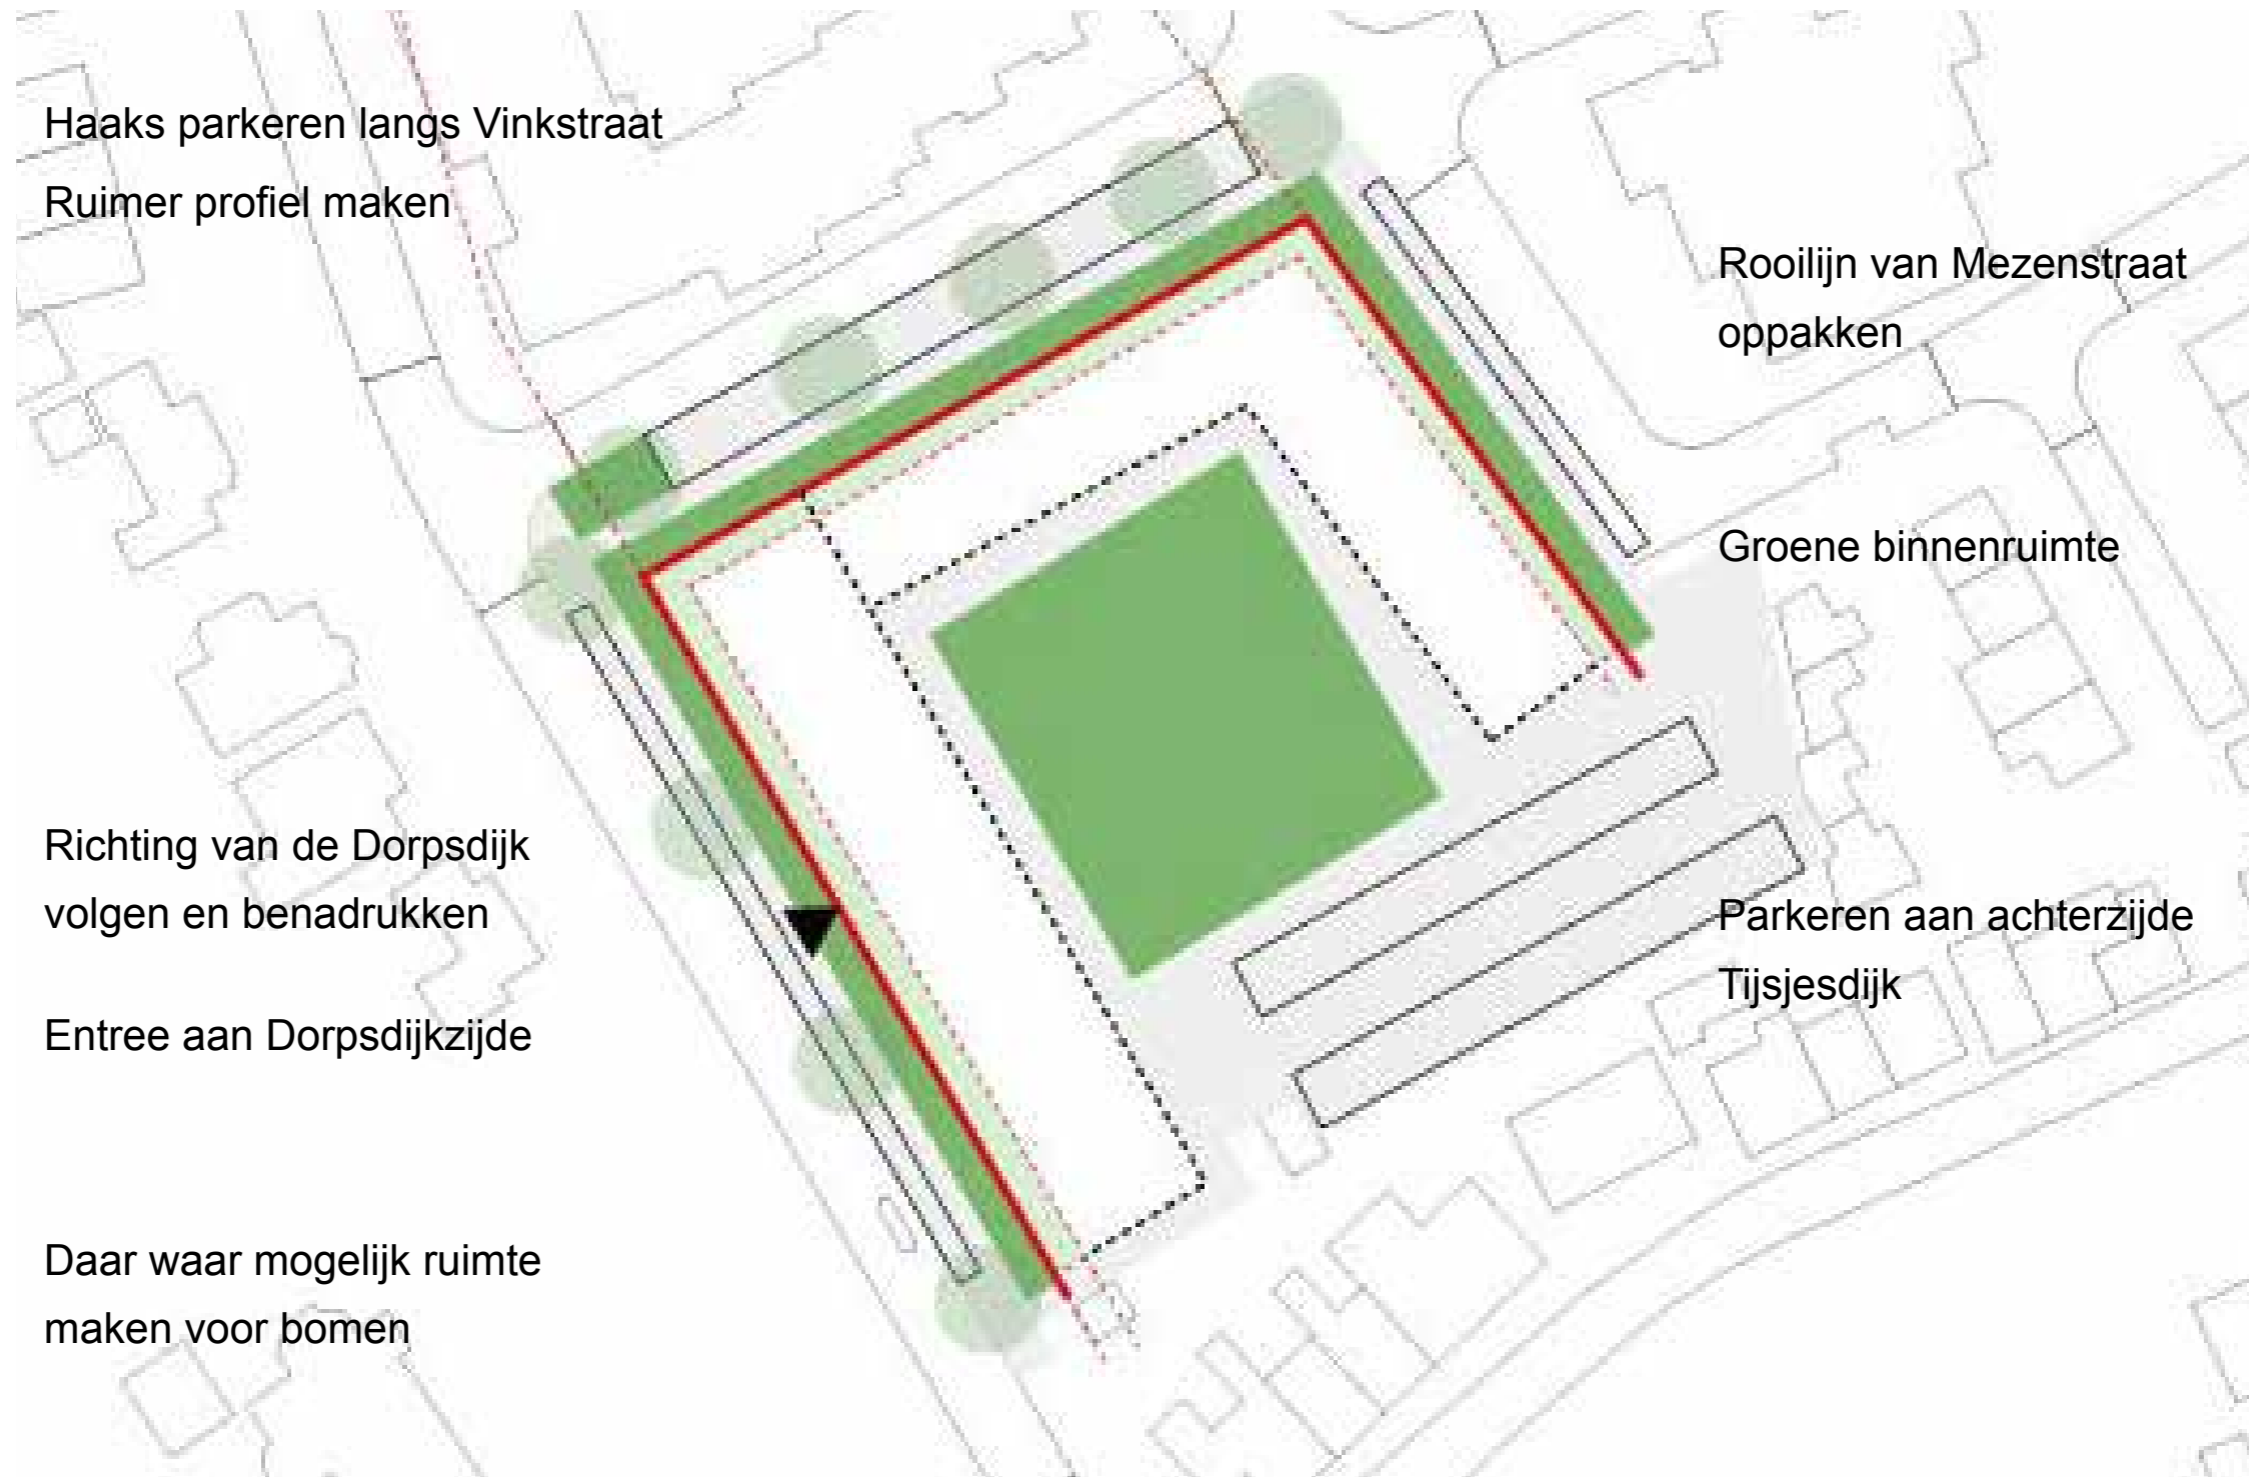 Haaks parkeren langs Vinkstraat
Ruimer profiel maken
Rooilijn van Mezenstraat
oppakken
Groene binnenruimte
Richting van de Dorpsdijk
volgen en benadrukken
Entree aan Dorpsdijkzijde
Parkeren aan achterzijde
Tijsjesdijk
Daar waar mogelijk ruimte
maken voor bomen